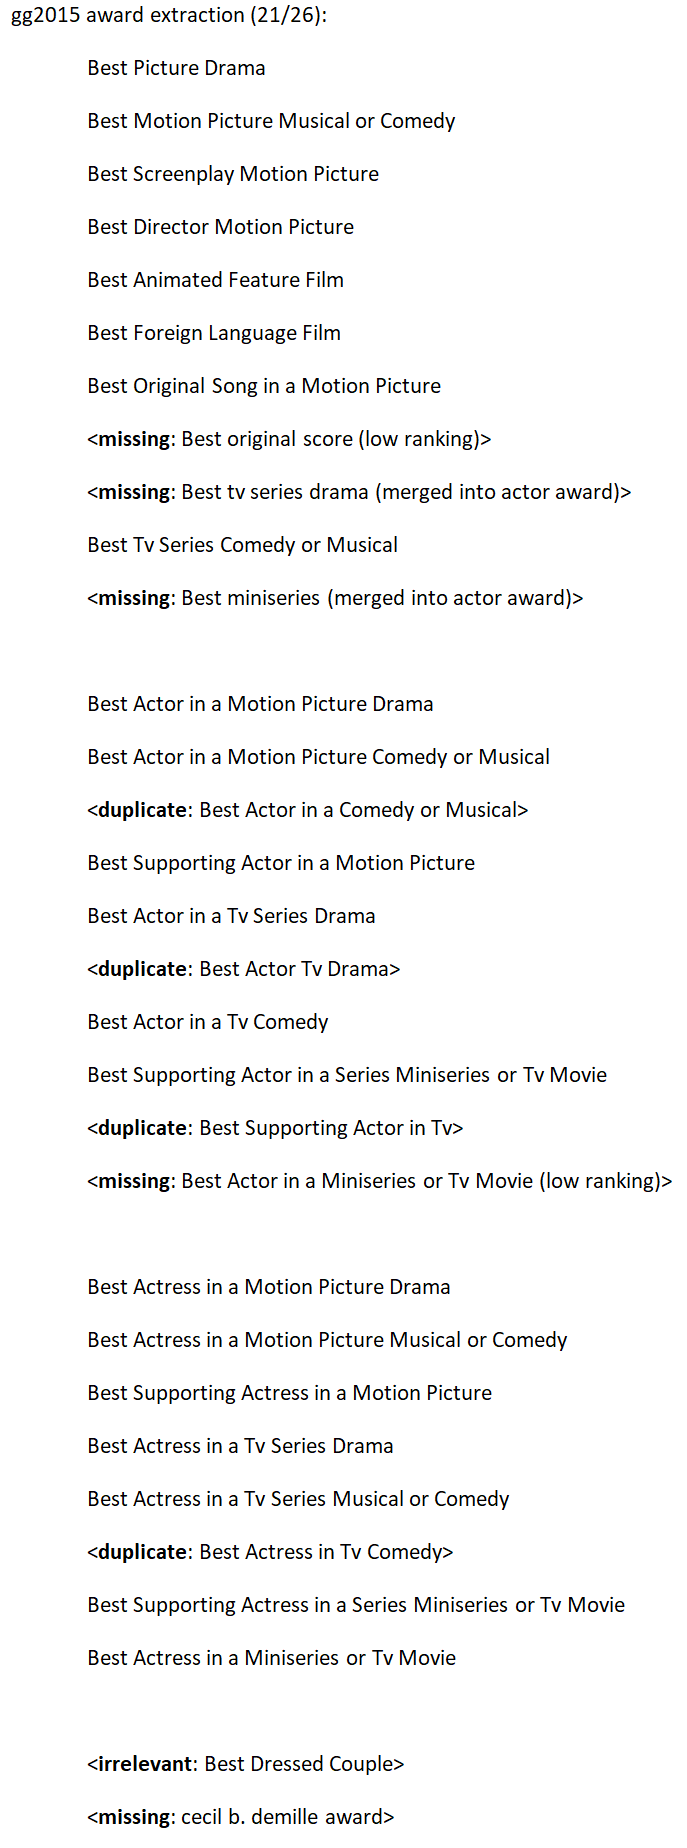 gg2015 award extraction (21/26):
Best Picture Drama
Best Motion Picture Musical or Comedy
Best Screenplay Motion Picture
Best Director Motion Picture
Best Animated Feature Film
Best Foreign Language Film
Best Original Song in a Motion Picture
<missing: Best original score (low ranking)>
<missing: Best tv series drama (merged into actor award)>
Best Tv Series Comedy or Musical
<missing: Best miniseries (merged into actor award)>
Best Actor in a Motion Picture Drama
Best Actor in a Motion Picture Comedy or Musical
<duplicate: Best Actor in a Comedy or Musical>
Best Supporting Actor in a Motion Picture
Best Actor in a Tv Series Drama
<duplicate: Best Actor Tv Drama>
Best Actor in a Tv Comedy
Best Supporting Actor in a Series Miniseries or Tv Movie
<duplicate: Best Supporting Actor in Tv>
<missing: Best Actor in a Miniseries or Tv Movie (low ranking)>
Best Actress in a Motion Picture Drama
Best Actress in a Motion Picture Musical or Comedy
Best Supporting Actress in a Motion Picture
Best Actress in a Tv Series Drama
Best Actress in a Tv Series Musical or Comedy
<duplicate: Best Actress in Tv Comedy>
Best Supporting Actress in a Series Miniseries or Tv Movie
Best Actress in a Miniseries or Tv Movie
<irrelevant: Best Dressed Couple>
<missing: cecil b. demille award>